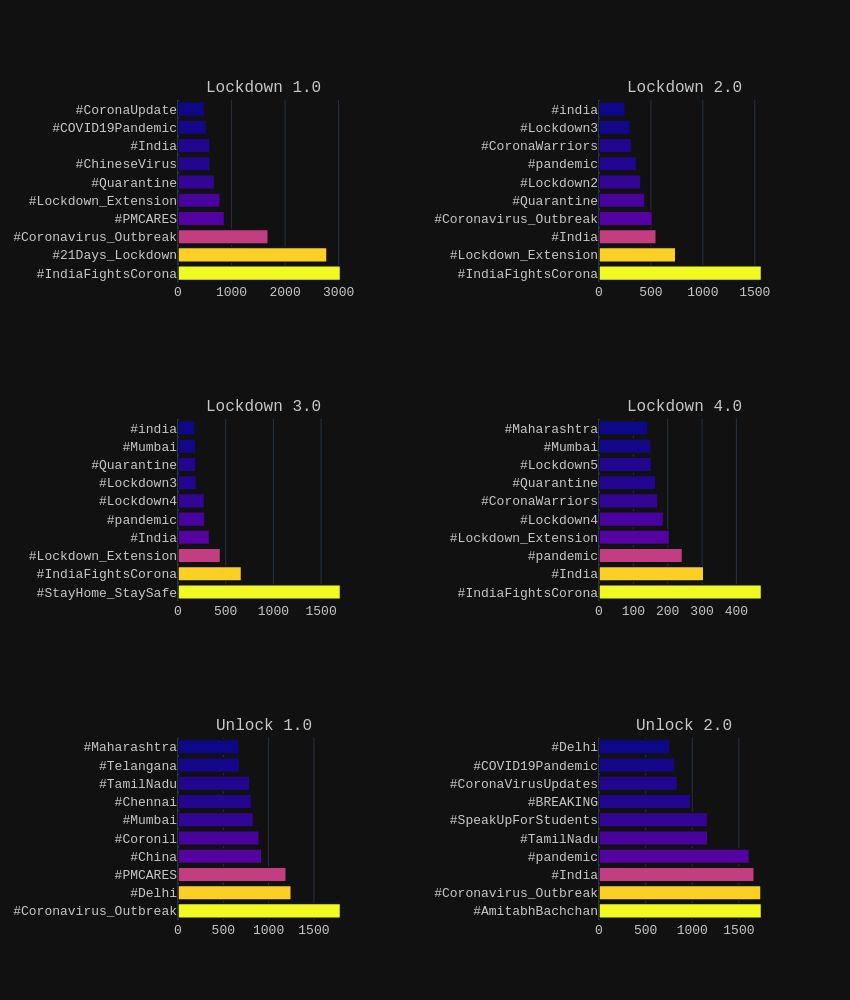 Lockdown 1.0
#CoronaUpdate
#COVID19Pandemic
#India
#ChineseVirus
#Quarantine
#Lockdown_Extension
#PMCARES
#Coronavirus_Outbreak
#21Days_Lockdown
#IndiaFightsCorona
0 1000 2000 3000
Lockdown 2.0
#india
#Lockdown3
#CoronaWarriors
#pandemic
#Lockdown2
#Quarantine
#Coronavirus_Outbreak
#India
#Lockdown_Extension
#IndiaFightsCorona
0 500 1000 1500
Lockdown 3.0
#india
#Mumbai
#Quarantine
#Lockdown3
#Lockdown4
#pandemic
#India
#Lockdown_Extension
#IndiaFightsCorona
#StayHome_StaySafe
0 500 1000 1500
Lockdown 4.0
#Maharashtra
#Mumbai
#Lockdown5
#Quarantine
#CoronaWarriors
#Lockdown4
#Lockdown_Extension
#pandemic
#India
#IndiaFightsCorona
0 100 200 300 400
Unlock 1.0
#Maharashtra
#Telangana
#TamilNadu
#Chennai
#Mumbai
#Coronil
#China
#PMCARES
#Delhi
#Coronavirus_Outbreak
0 500 1000 1500
Unlock 2.0
#Delhi
#COVID19Pandemic
#CoronaVirusUpdates
#BREAKING
#SpeakUpForStudents
#TamilNadu
#pandemic
#India
#Coronavirus_Outbreak
#AmitabhBachchan
0 500 1000 1500